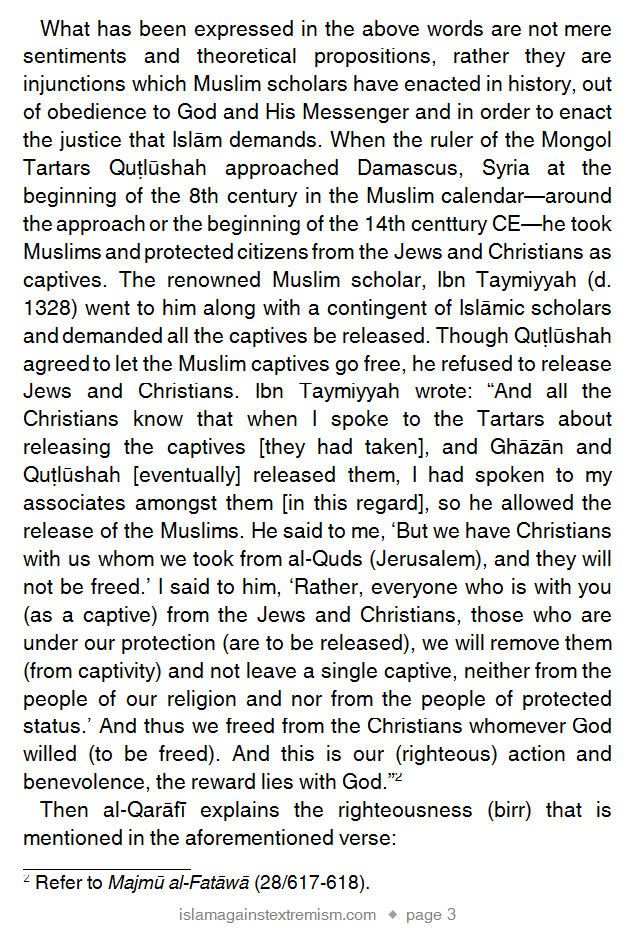 What has been expressed in the above words are not mere
sentiments and theoretical propositions, rather they are
injunctions which Muslim scholars have enacted in history, out
of obedience to God and His Messenger and in order to enact
the justice that Islām demands. When the ruler of the Mongol
Tartars Quṭlūshah approached Damascus, Syria at the
beginning of the 8th century in the Muslim calendar—around
the approach or the beginning of the 14th centtury CE—he took
Muslims and protected citizens from the Jews and Christians as
captives. The renowned Muslim scholar, Ibn Taymiyyah (d.
1328) went to him along with a contingent of Islāmic scholars
and demanded all the captives be released. Though Quṭlūshah
agreed to let the Muslim captives go free, he refused to release
Jews and Christians. Ibn Taymiyyah wrote: “And all the
Christians know that when I spoke to the Tartars about
releasing the captives [they had taken], and Ghāzān and
Quṭlūshah [eventually] released them, I had spoken to my
associates amongst them [in this regard], so he allowed the
release of the Muslims. He said to me, ‘But we have Christians
with us whom we took from al-Quds (Jerusalem), and they will
not be freed.’ I said to him, ‘Rather, everyone who is with you
(as a captive) from the Jews and Christians, those who are
under our protection (are to be released), we will remove them
(from captivity) and not leave a single captive, neither from the
people of our religion and nor from the people of protected
status.’ And thus we freed from the Christians whomever God
willed (to be freed). And this is our (righteous) action and
benevolence, the reward lies with God.”²
Then al-Qarāfī explains the righteousness (birr) that is
mentioned in the aforementioned verse:
² Refer to Majmū al-Fatāwā (28/617-618).
islamagainstextremism.com ◆ page 3